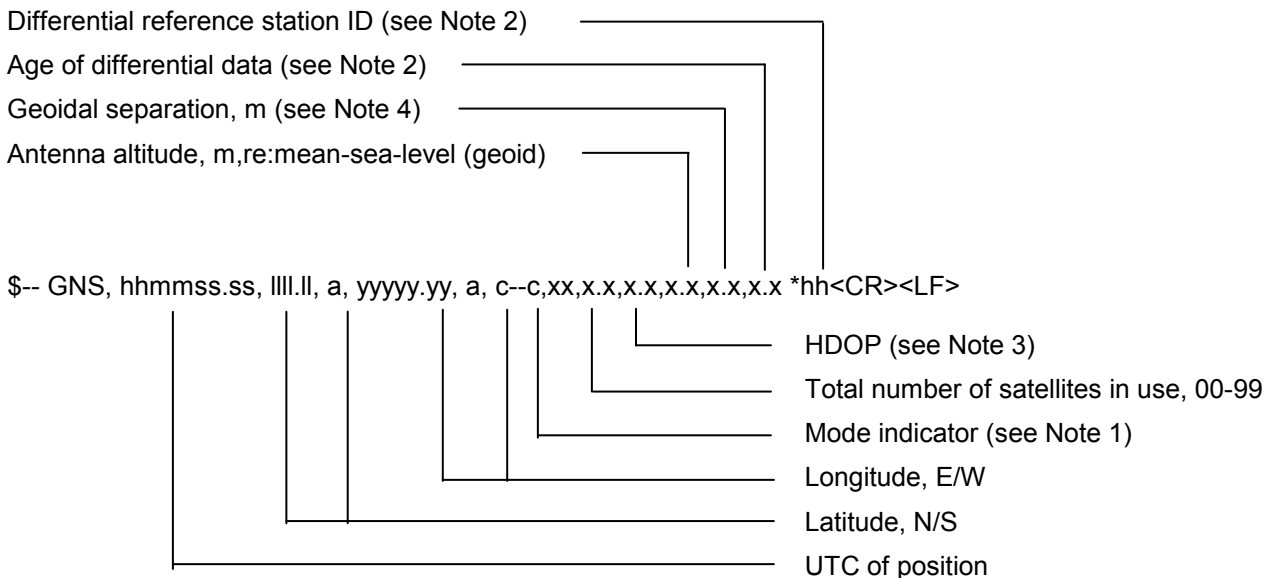 Differential reference station ID (see Note 2)
Age of differential data (see Note 2)
Geoidal separation, m (see Note 4)
Antenna altitude, m,re:mean-sea-level (geoid)
$-- GNS, hhmmss.ss, llll.ll, a, yyyyy.yy, a, c--c,xx,x.x,x.x,x.x,x.x,x.x *hh<CR><LF>
HDOP (see Note 3)
Total number of satellites in use, 00-99
Mode indicator (see Note 1)
Longitude, E/W
Latitude, N/S
UTC of position